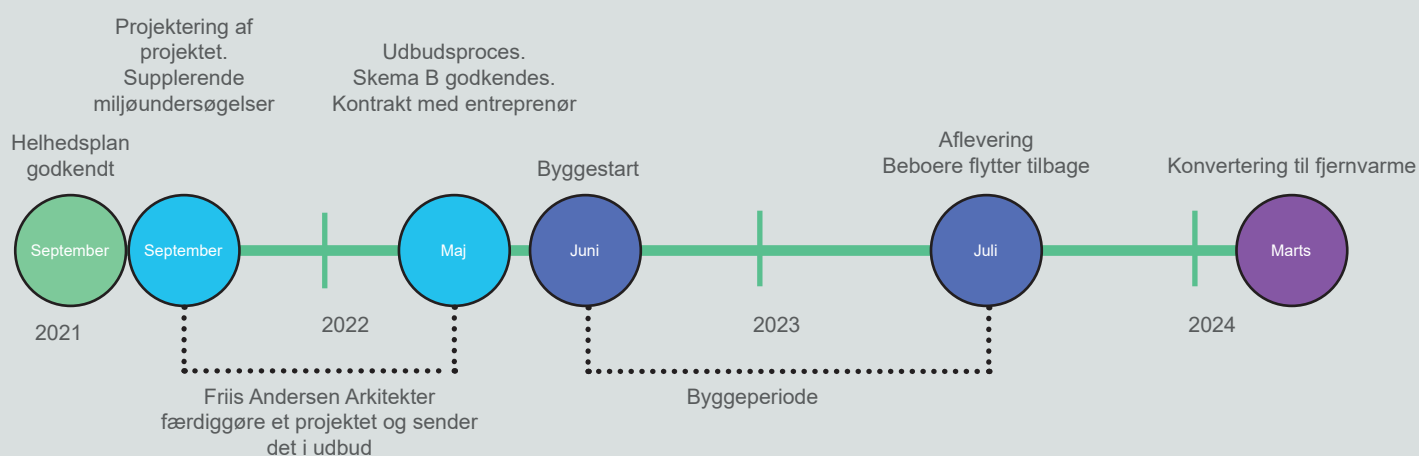 Projektering af
projektet.
Supplerende
miljøundersøgelser
Udbudsproces.
Skema B godkendes.
Kontrakt med entreprenør
Helhedsplan
godkendt
Byggestart
Aflevering
Beboere flytter tilbage
Konvertering til fjernvarme
September
September
Maj
Juni
Juli
Marts
2021
2022
2023
2024
Friis Andersen Arkitekter
færdiggøre et projektet og sender
det i udbud
Byggeperiode